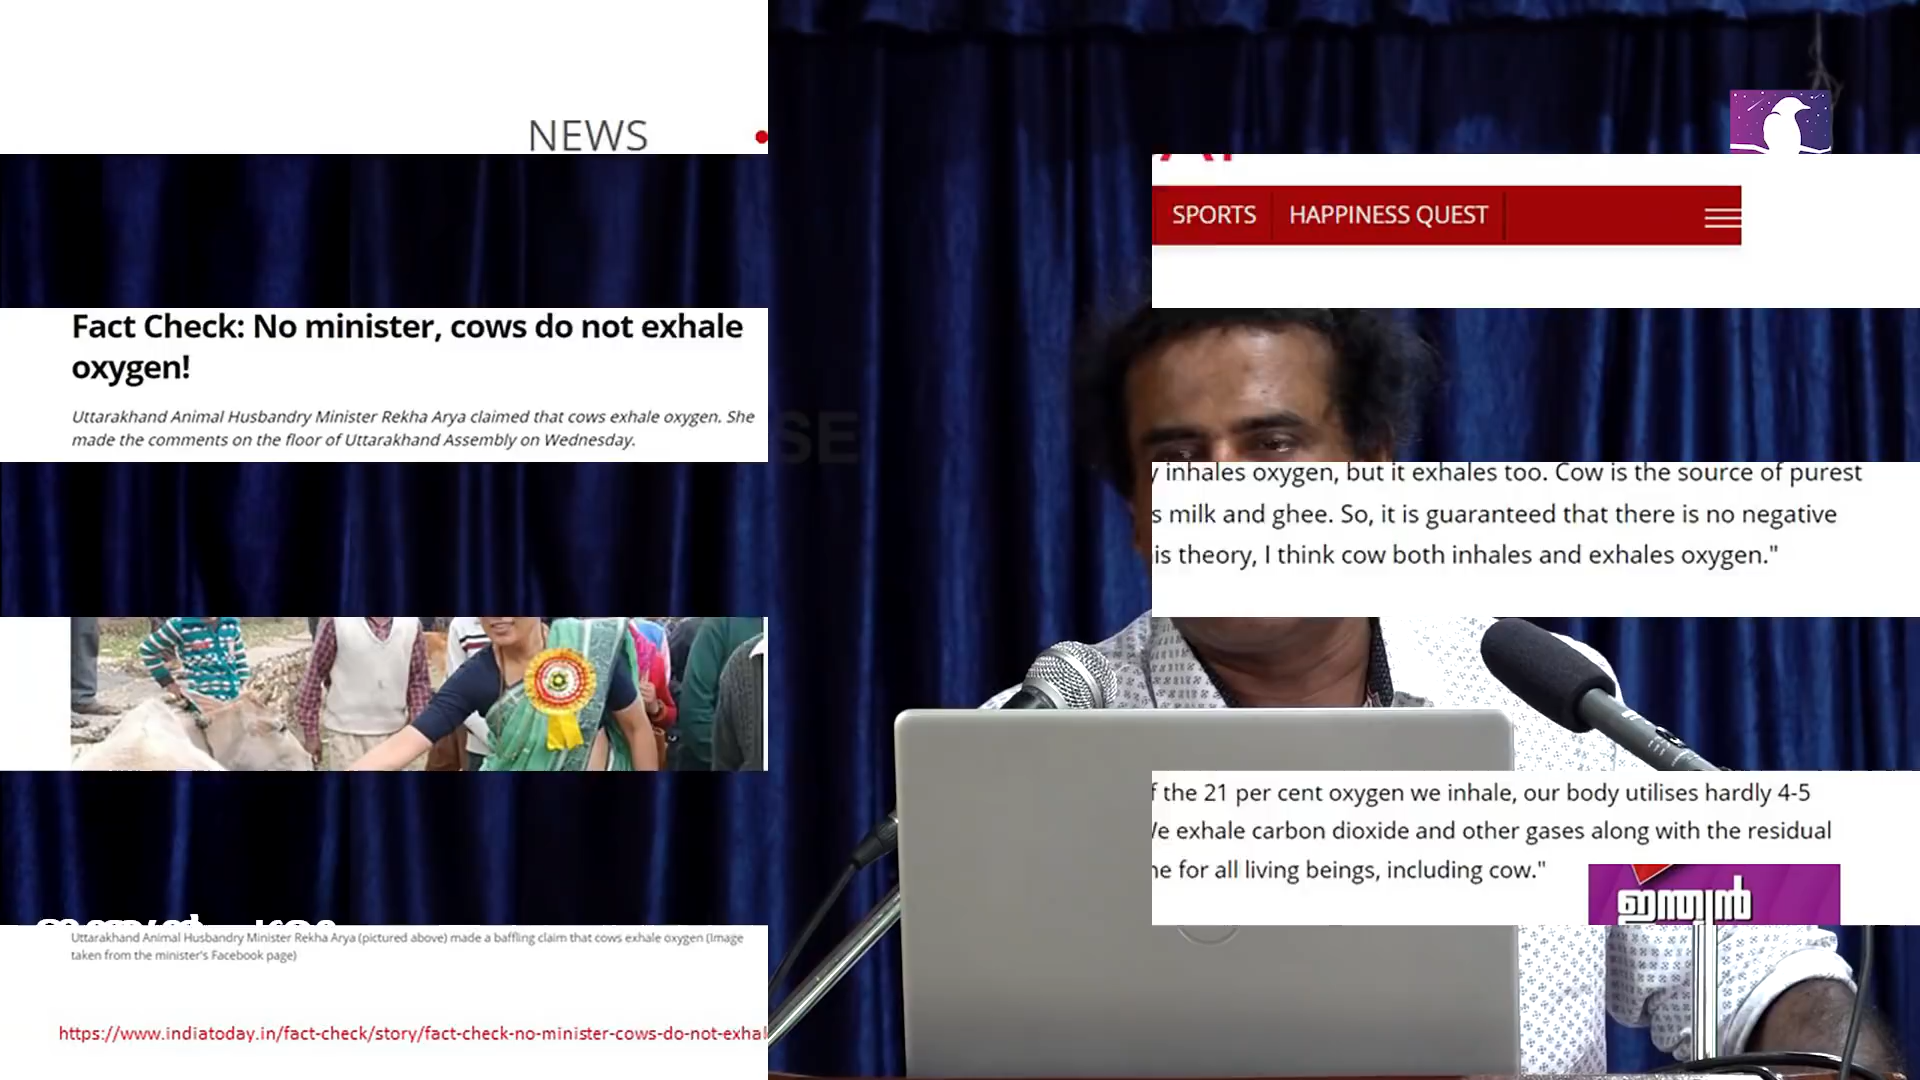 NEWS
SPORTS
HAPPINESS QUEST
Fact Check: No minister, cows do not exhale
oxygen!
Uttarakhand Animal Husbandry Minister Rekha Arya claimed that cows exhale oxygen. She
made the comments on the floor of Uttarakhand Assembly on Wednesday.
SE
inhales oxygen, but it exhales too. Cow is the source of purest
milk and ghee. So, it is guaranteed that there is no negative
theory, I think cow both inhales and exhales oxygen."
the 21 per cent oxygen we inhale, our body utilises hardly 4-5
exhale carbon dioxide and other gases along with the residual
for all living beings, including cow."
ഇന്ത്യൻ
Uttarakhand Animal Husbandry Minister Rekha Arya (pictured above) made a baffling claim that cows exhale oxygen (Image
taken from the minister's Facebook page)
https://www.indiatoday.in/fact-check/story/fact-check-no-minister-cows-do-not-exhal